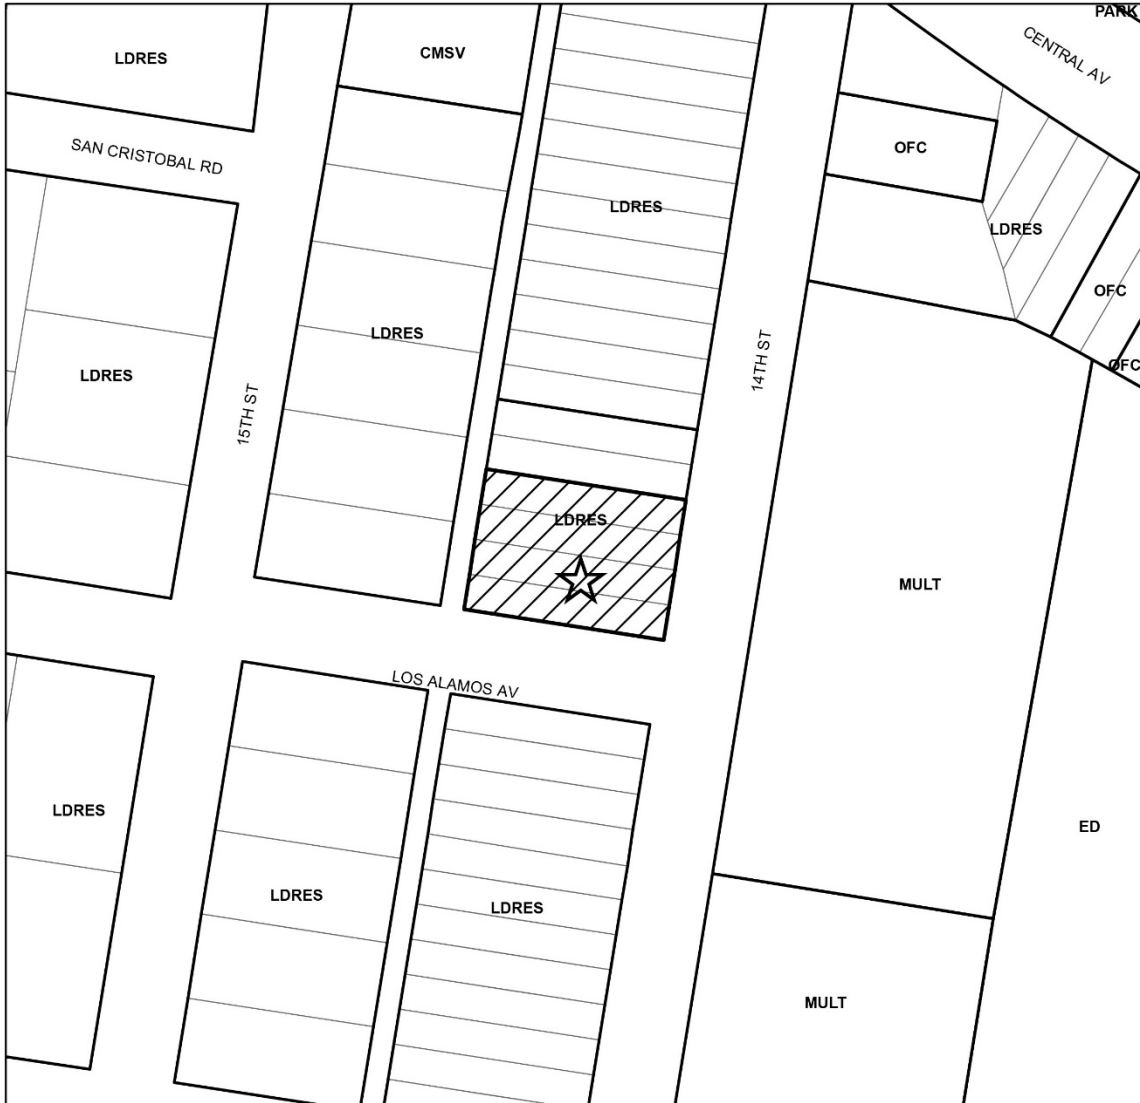 PARK
CENTRAL AV
LDRES
CMSV
SAN CRISTOBAL RD
OFC
LDRES
LDRES
OFC
LDRES
14TH ST
OFC
LDRES
15TH ST
LDRES
MULT
LOS ALAMOS AV
LDRES
ED
LDRES
LDRES
MULT